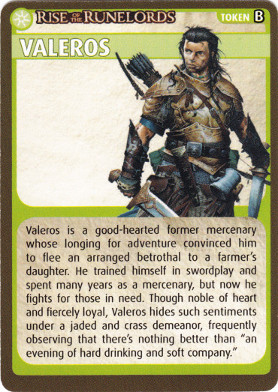 RISE OF THE RUNELORDS
TOKEN B
VALEROS
Valeros is a good-hearted former mercenary
whose longing for adventure convinced him
to flee an arranged betrothal to a farmer's
daughter. He trained himself in swordplay and
spent many years as a mercenary, but now he
fights for those in need. Though noble of heart
and fiercely loyal, Valeros hides such sentiments
under a jaded and crass demeanor, frequently
observing that there's nothing better than "an
evening of hard drinking and soft company."